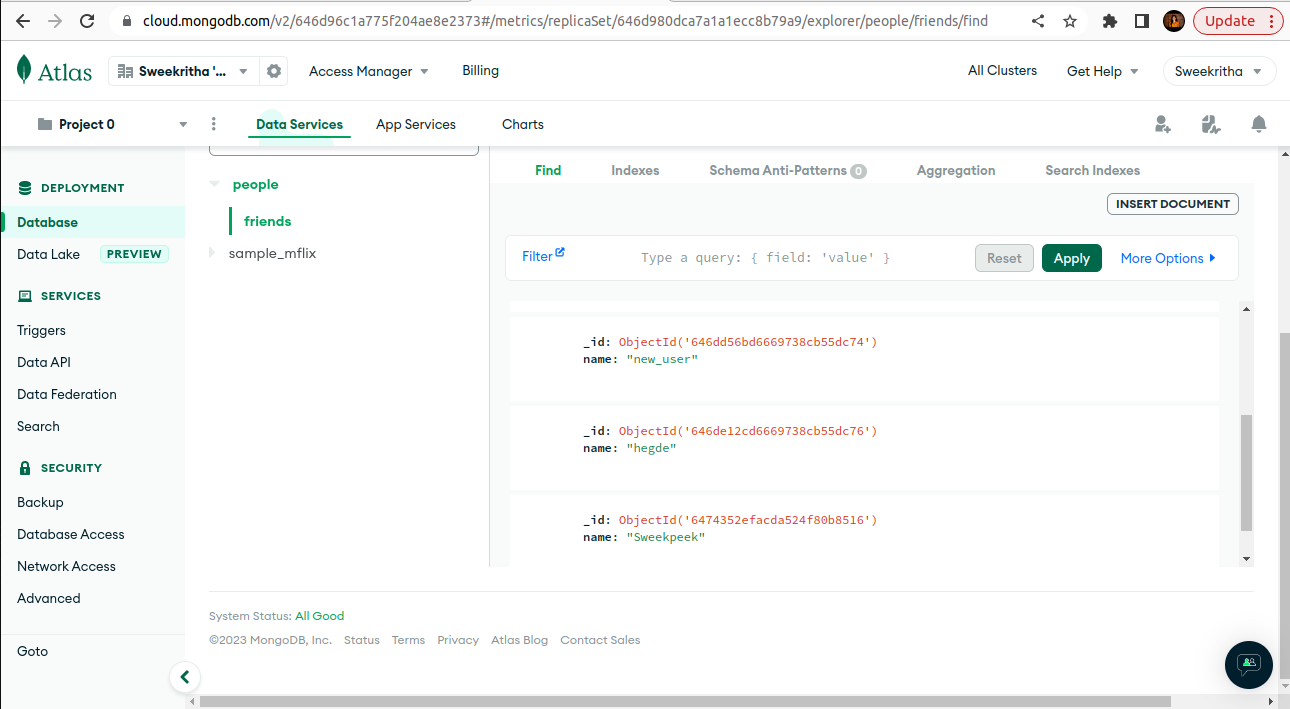 cloud.mongodb.com/v2/646d96c1a775f204ae8e2373#/metrics/replicaSet/646d980dca7a1a1ecc8b79a9/explorer/people/friends/find
Update
Atlas
Sweekritha '...
Access Manager
Billing
All Clusters
Get Help
Sweekritha
Project 0
Data Services
App Services
Charts
DEPLOYMENT
Database
Data Lake
PREVIEW
SERVICES
Triggers
Data API
Data Federation
Search
SECURITY
Backup
Database Access
Network Access
Advanced
Goto
people
friends
sample_mflix
Find
Indexes
Schema Anti-Patterns 0
Aggregation
Search Indexes
INSERT DOCUMENT
Filter
Type a query: { field: 'value' }
Reset
Apply
More Options
_id: ObjectId('646dd56bd6669738cb55dc74')
name: "new_user"
_id: ObjectId('646de12cd6669738cb55dc76')
name: "hegde"
_id: ObjectId('6474352efacda524f80b8516')
name: "Sweekpeek"
System Status: All Good
©2023 MongoDB, Inc. Status Terms Privacy Atlas Blog Contact Sales